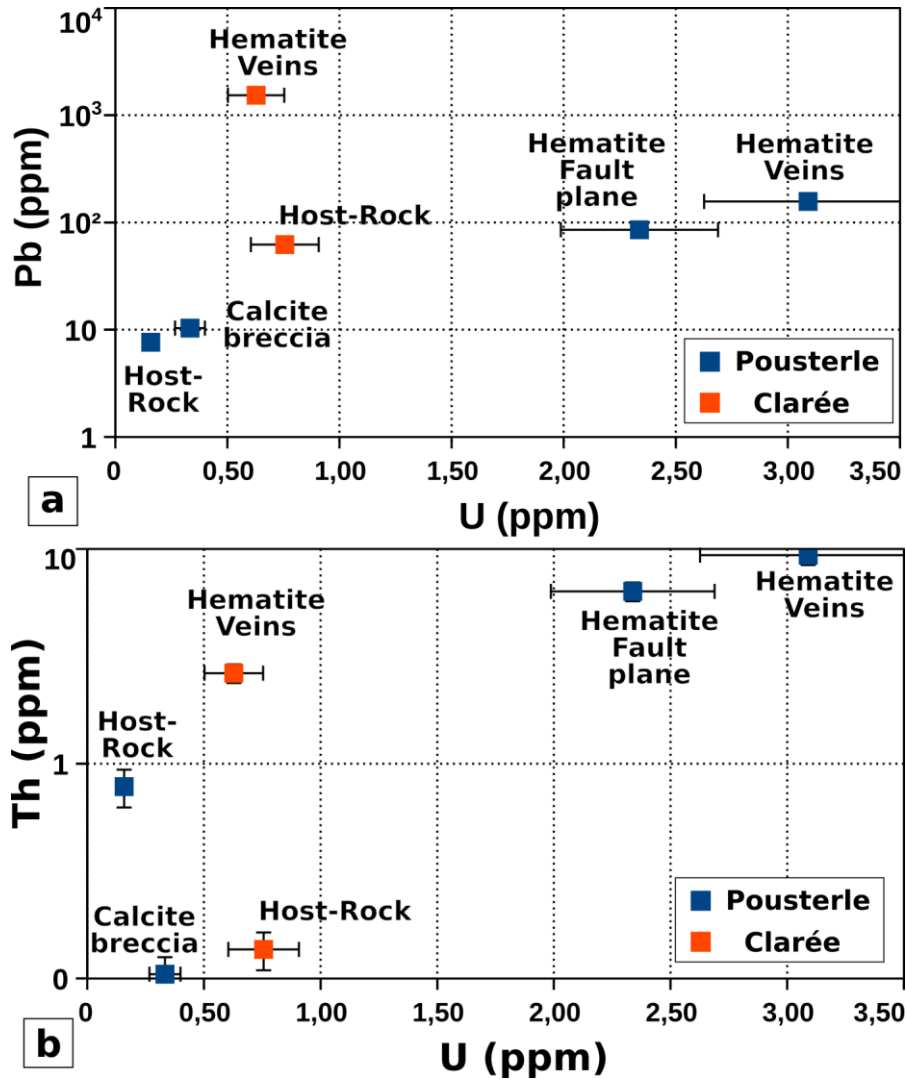 10⁴
Hematite
Veins
10³
Hematite
Fault
plane
Hematite
Veins
Pb (ppm)
10²
Host-Rock
Calcite
breccia
10
Host-
Rock
Pousterle
Clarée
1
0 0,50 1,00 1,50 2,00 2,50 3,00 3,50
a
U (ppm)
10
Hematite
Veins
Hematite
Veins
Hematite
Fault
plane
Host-
Rock
Th (ppm)
1
Calcite
breccia
Host-Rock
Pousterle
Clarée
0
0 0,50 1,00 2,00 2,50 3,00 3,50
b
U (ppm)